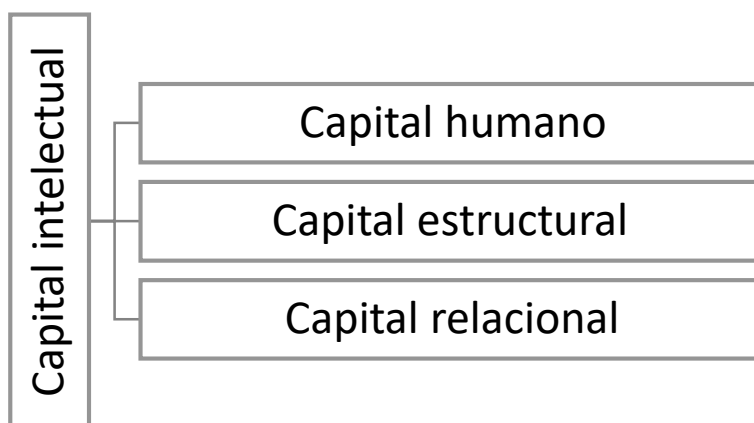 Capital intelectual
Capital humano
Capital estructural
Capital relacional